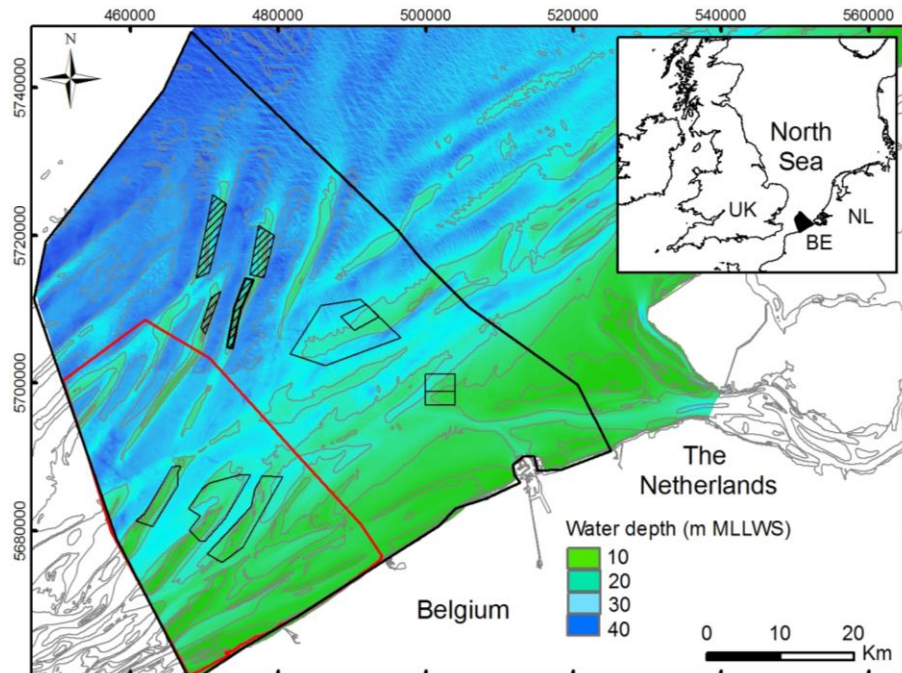 460000
480000
500000
520000
540000
560000
N
5740000
5720000
5700000
5680000
North
Sea
UK
NL
BE
The
Netherlands
Belgium
Water depth (m MLLWS)
10
20
30
40
0
10
20
Km